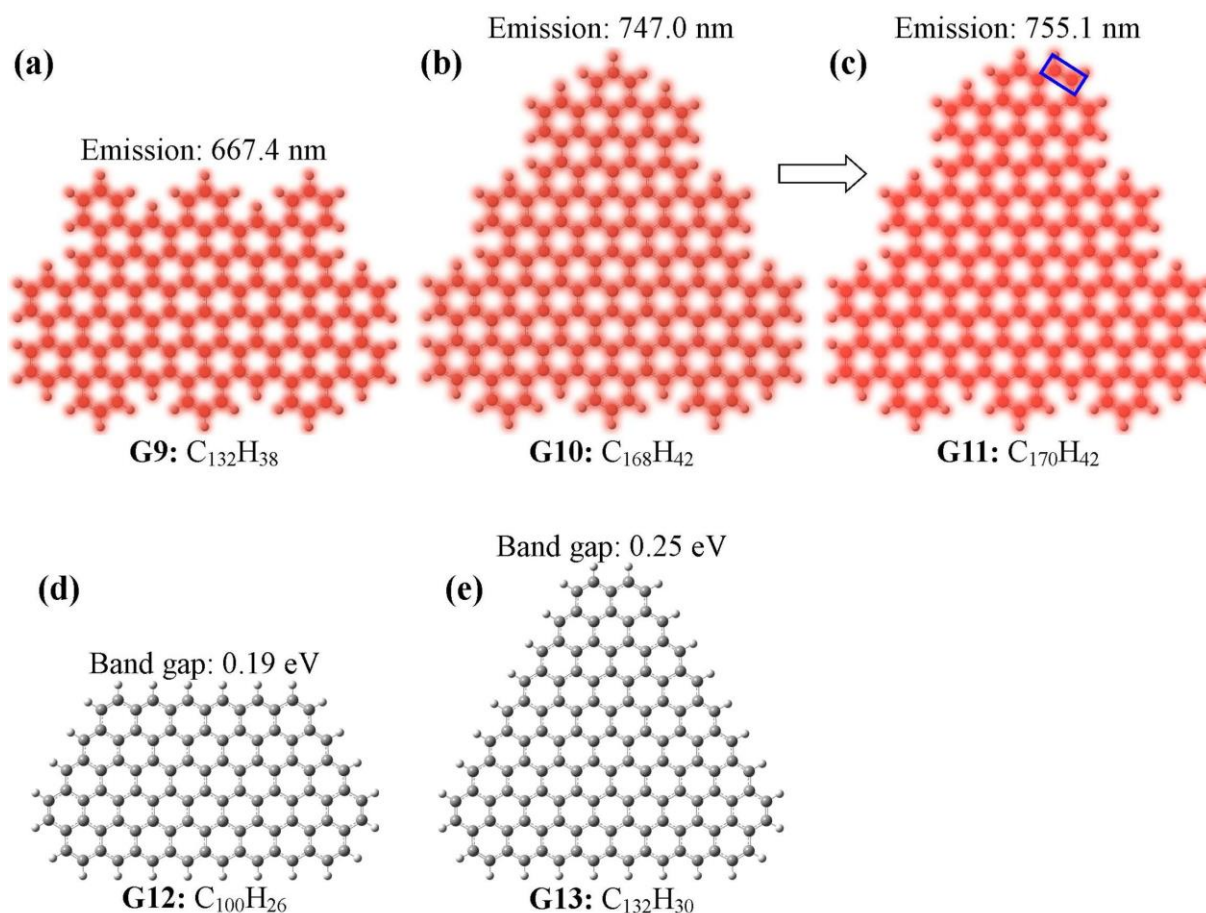 (a)
Emission: 667.4 nm
G9: C₁₃₂H₃₈
(b)
Emission: 747.0 nm
G10: C₁₆₈H₄₂
(c)
Emission: 755.1 nm
G11: C₁₇₀H₄₂
(d)
Band gap: 0.19 eV
G12: C₁₀₀H₂₆
(e)
Band gap: 0.25 eV
G13: C₁₃₂H₃₀